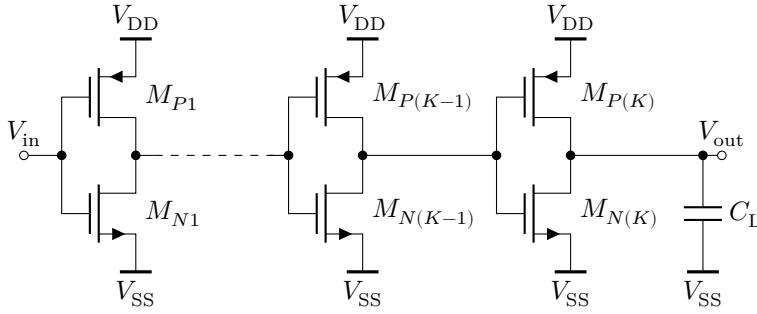 V_DD V_DD V_DD
M_P1 M_P(K−1) M_P(K)
V_in V_out
M_N1 M_N(K−1) M_N(K) C_L
V_SS V_SS V_SS V_SS